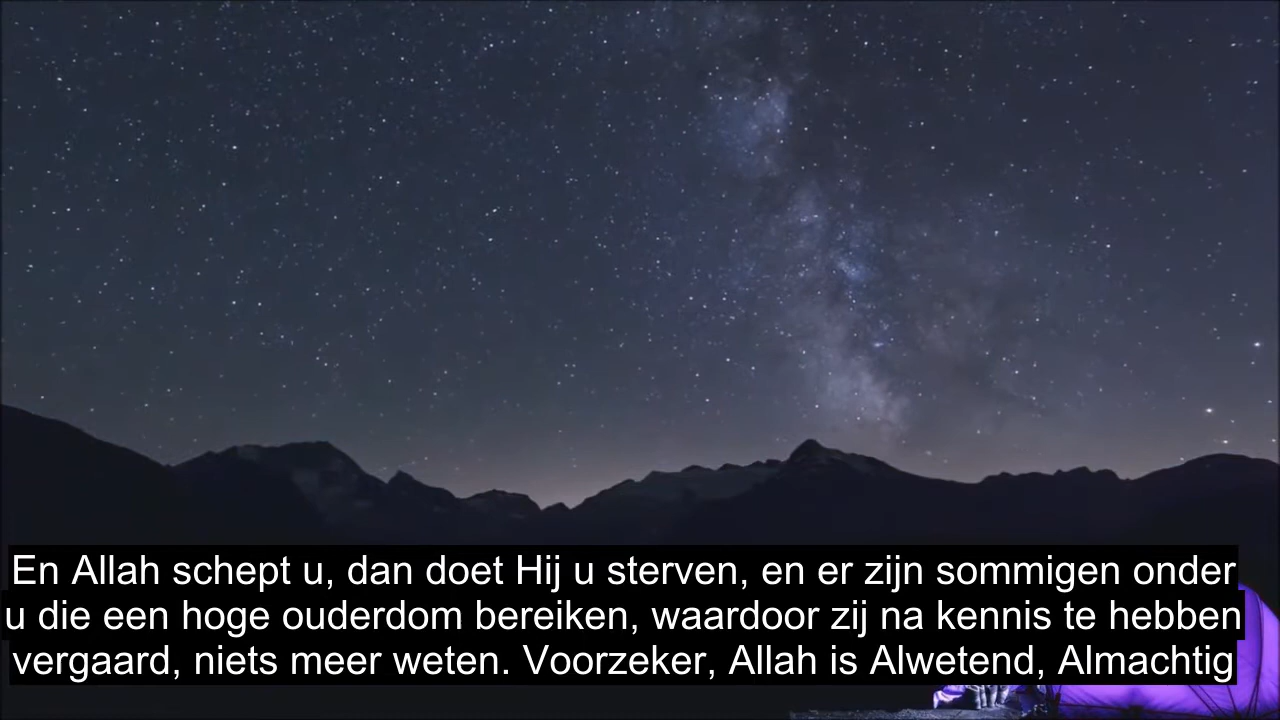 En Allah schept u, dan doet Hij u sterven, en er zijn sommigen onder
u die een hoge ouderdom bereiken, waardoor zij na kennis te hebben
vergaard, niets meer weten. Voorzeker, Allah is Alwetend, Almachtig